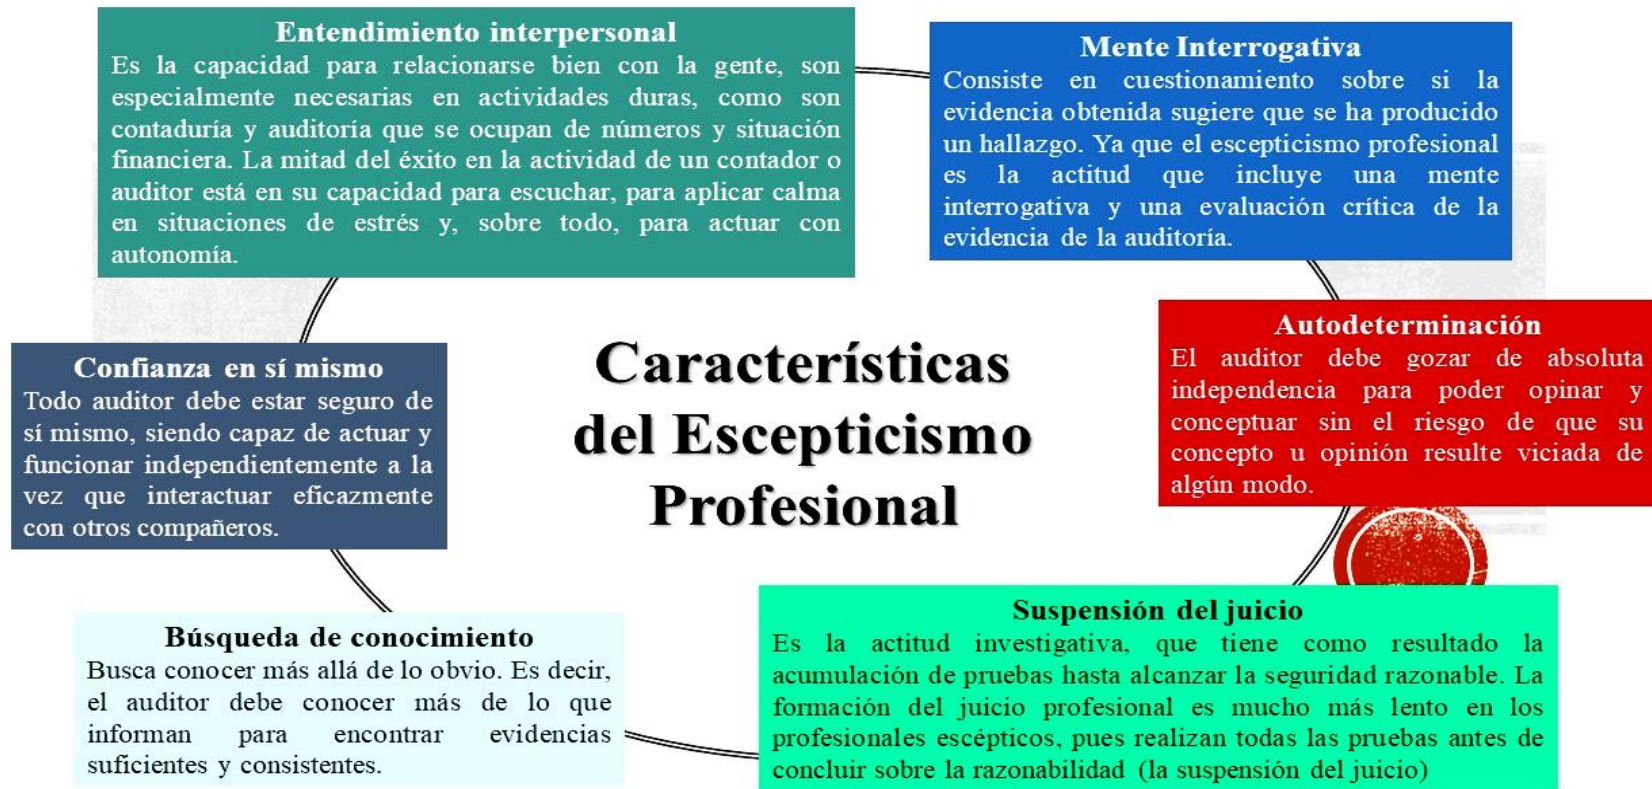 Entendimiento interpersonal
Es la capacidad para relacionarse bien con la gente, son
especialmente necesarias en actividades duras, como son
contaduría y auditoría que se ocupan de números y situación
financiera. La mitad del éxito en la actividad de un contador o
auditor está en su capacidad para escuchar, para aplicar calma
en situaciones de estrés y, sobre todo, para actuar con
autonomía.
Mente Interrogativa
Consiste en cuestionamiento sobre si la
evidencia obtenida sugiere que se ha producido
un hallazgo. Ya que el escepticismo profesional
es la actitud que incluye una mente
interrogativa y una evaluación crítica de la
evidencia de la auditoría.
Autodeterminación
El auditor debe gozar de absoluta
independencia para poder opinar y
conceptuar sin el riesgo de que su
concepto u opinión resulte viciada de
algún modo.
Características
del Escepticismo
Profesional
Confianza en sí mismo
Todo auditor debe estar seguro de
sí mismo, siendo capaz de actuar y
funcionar independientemente a la
vez que interactuar eficazmente
con otros compañeros.
Búsqueda de conocimiento
Busca conocer más allá de lo obvio. Es decir,
el auditor debe conocer más de lo que
informan para encontrar evidencias
suficientes y consistentes.
Suspensión del juicio
Es la actitud investigativa, que tiene como resultado la
acumulación de pruebas hasta alcanzar la seguridad razonable. La
formación del juicio profesional es mucho más lento en los
profesionales escépticos, pues realizan todas las pruebas antes de
concluir sobre la razonabilidad (la suspensión del juicio)